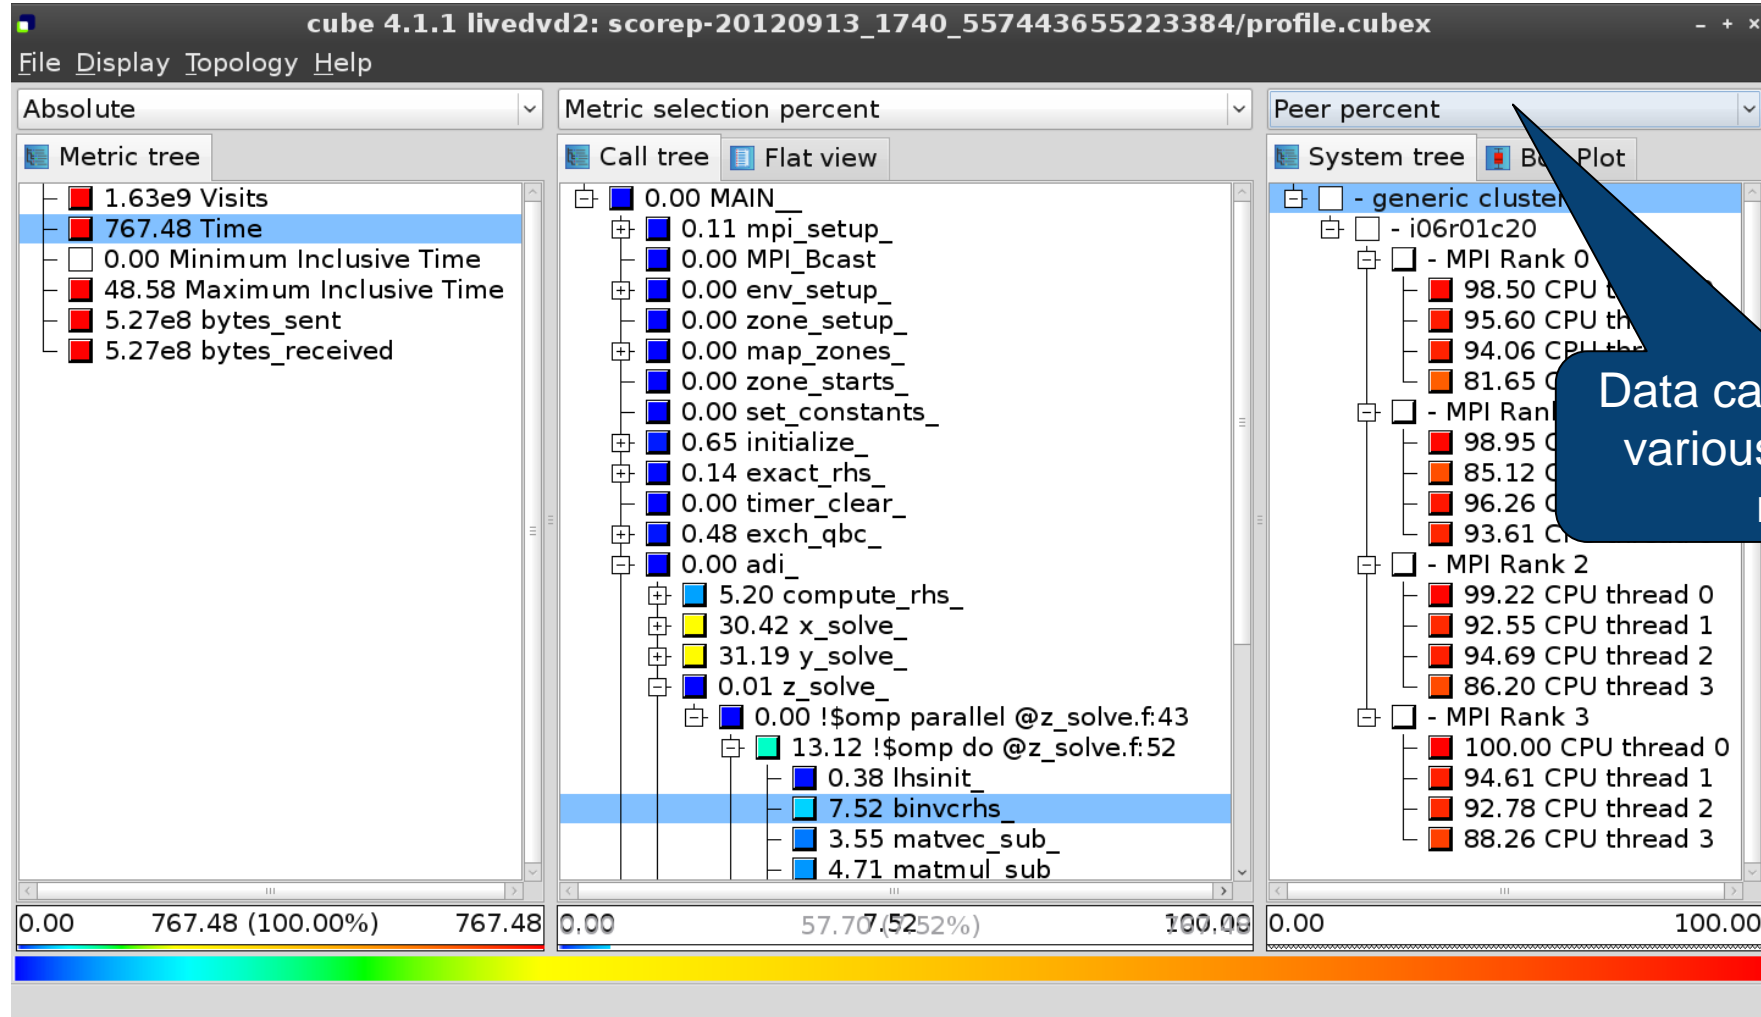 cube 4.1.1 livedvd2: scorep-20120913_1740_557443655223384/profile.cubex
File Display Topology Help
Absolute
Metric tree
1.63e9 Visits
767.48 Time
0.00 Minimum Inclusive Time
48.58 Maximum Inclusive Time
5.27e8 bytes_sent
5.27e8 bytes_received
0.00 767.48 (100.00%) 767.48
Metric selection percent
Call tree Flat view
0.00 MAIN__
0.11 mpi_setup_
0.00 MPI_Bcast
0.00 env_setup_
0.00 zone_setup_
0.00 map_zones_
0.00 zone_starts_
0.00 set_constants_
0.65 initialize_
0.14 exact_rhs_
0.00 timer_clear_
0.48 exch_qbc_
0.00 adi_
5.20 compute_rhs_
30.42 x_solve_
31.19 y_solve_
0.01 z_solve_
0.00 !$omp parallel @z_solve.f:43
13.12 !$omp do @z_solve.f:52
0.38 lhsinit_
7.52 binvcrhs_
3.55 matvec_sub_
4.71 matmul_sub
0.00 7.52 100.00
Peer percent
System tree Plot
- generic cluster
- i06r01c20
- MPI Rank 0
98.50 CPU
95.60 CPU
94.06 CPU
81.65
- MPI
98.95
85.12
96.26
93.61
- MPI Rank 2
99.22 CPU thread 0
92.55 CPU thread 1
94.69 CPU thread 2
86.20 CPU thread 3
- MPI Rank 3
100.00 CPU thread 0
94.61 CPU thread 1
92.78 CPU thread 2
88.26 CPU thread 3
0.00 100.00
Data